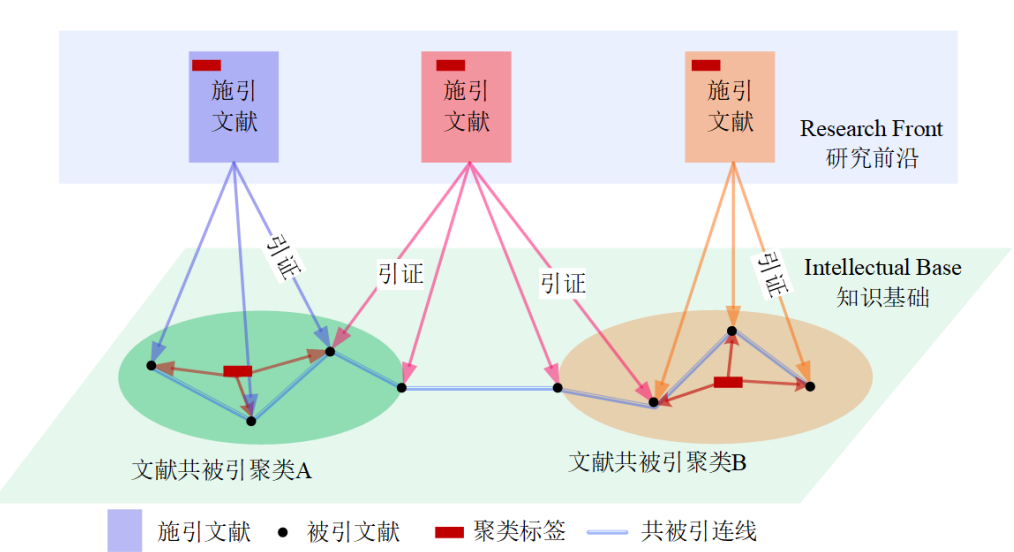 施引
文献
施引
文献
施引
文献
Research Front
研究前沿
引证
引证
引证
引证
Intellectual Base
知识基础
文献共被引聚类A
文献共被引聚类B
施引文献
被引文献
聚类标签
共被引连线